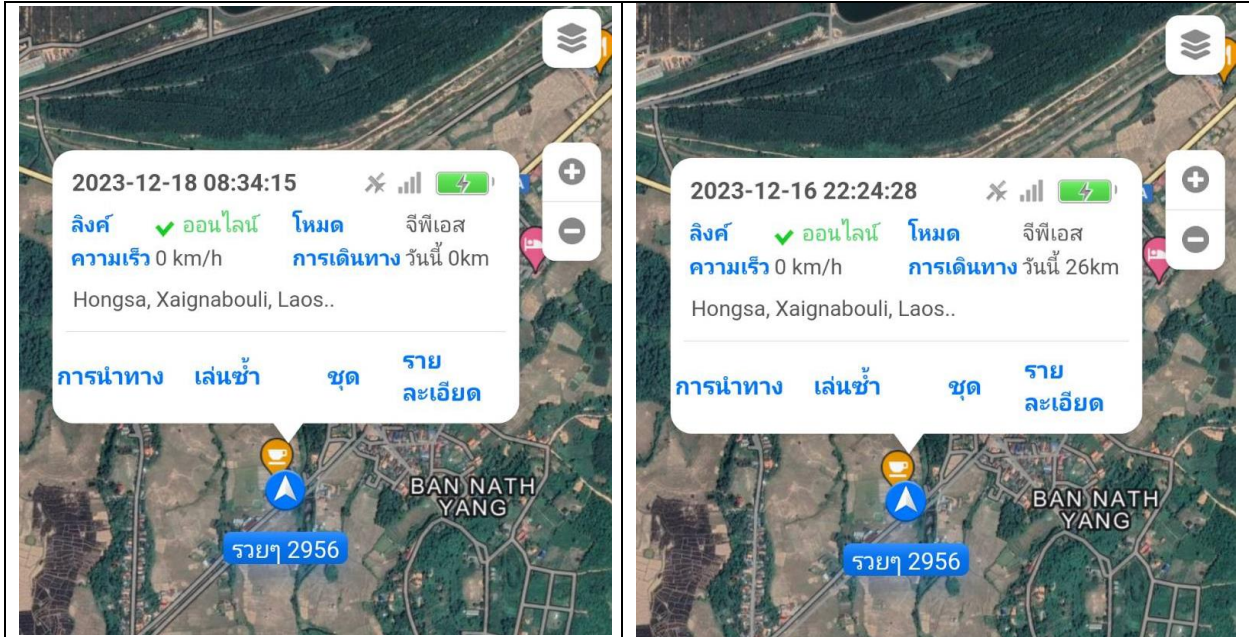 2023-12-18 08:34:15
ลิงค์ ออนไลน์ โหมด จีพีเอส
ความเร็ว 0 km/h การเดินทาง วันนี้ 0km
Hongsa, Xaignabouli, Laos..
การนำทาง เล่นซ้ำ ชุด ราย
ละเอียด
BAN NATH
YANG
รวยๆ 2956
2023-12-16 22:24:28
ลิงค์ ออนไลน์ โหมด จีพีเอส
ความเร็ว 0 km/h การเดินทาง วันนี้ 26km
Hongsa, Xaignabouli, Laos..
การนำทาง เล่นซ้ำ ชุด ราย
ละเอียด
BAN NATH
YANG
รวยๆ 2956